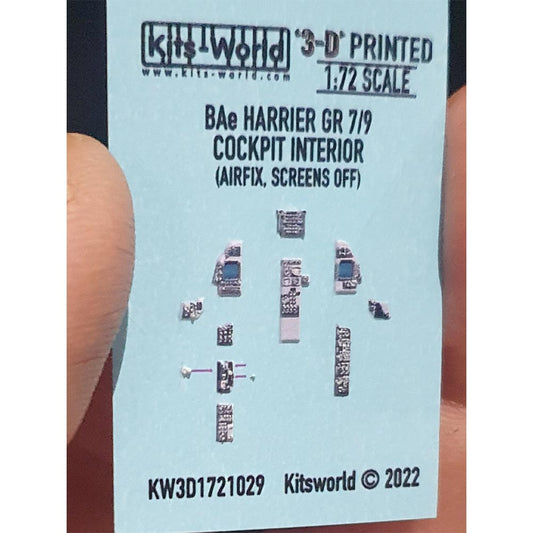 Kits-World '3-D' PRINTED
www.kits-world.com 1:72 SCALE
BAe HARRIER GR 7/9
COCKPIT INTERIOR
(AIRFIX, SCREENS OFF)
KW3D1721029 Kitsworld © 2022